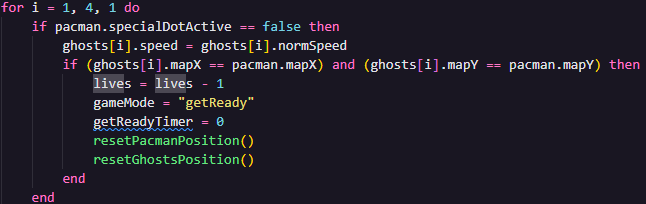 for i = 1, 4, 1 do
    if pacman.specialDotActive == false then
        ghosts[i].speed = ghosts[i].normSpeed
        if (ghosts[i].mapX == pacman.mapX) and (ghosts[i].mapY == pacman.mapY) then
            lives = lives - 1
            gameMode = "getReady"
            getReadyTimer = 0
            resetPacmanPosition()
            resetGhostsPosition()
        end
    end